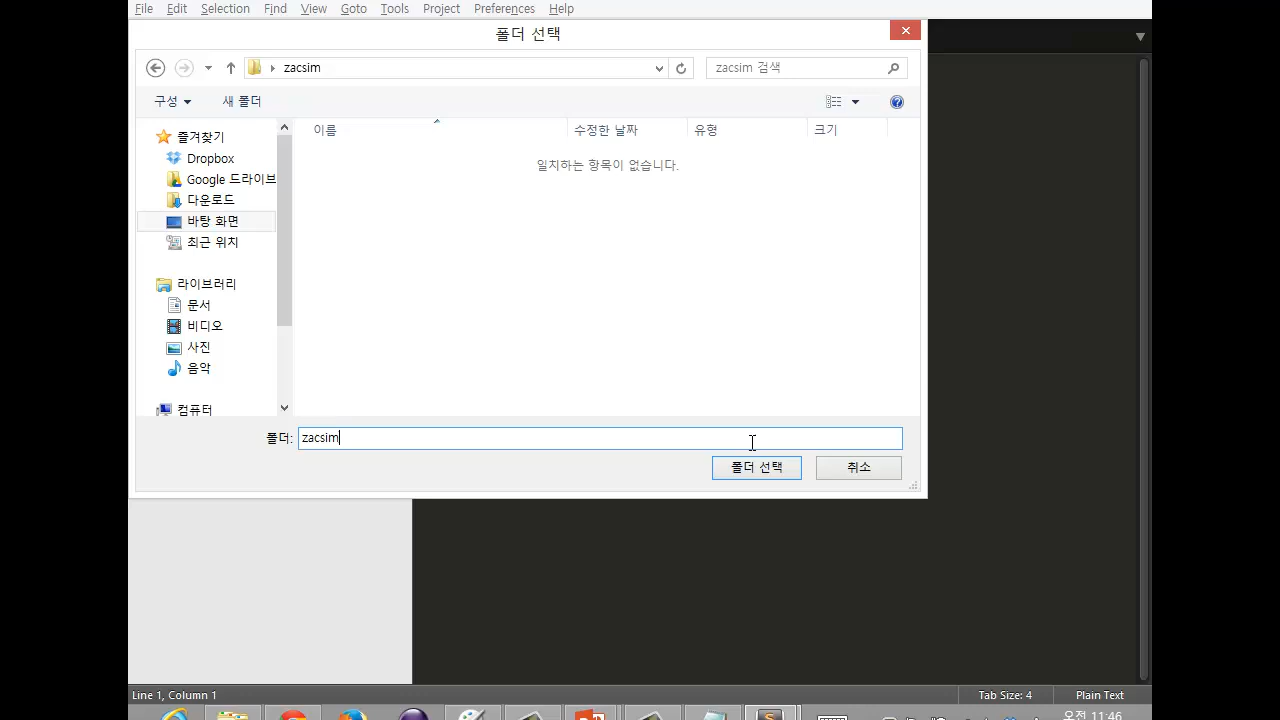 File Edit Selection Find View Goto Tools Project Preferences Help
폴더 선택
zacsim
zacsim 검색
구성 새 폴더
이름 수정한 날짜 유형 크기
일치하는 항목이 없습니다.
즐겨찾기
Dropbox
Google 드라이브
다운로드
바탕 화면
최근 위치
라이브러리
문서
비디오
사진
음악
컴퓨터
폴더: zacsim
폴더 선택 취소
Line 1, Column 1 Tab Size: 4 Plain Text
오전 11:46